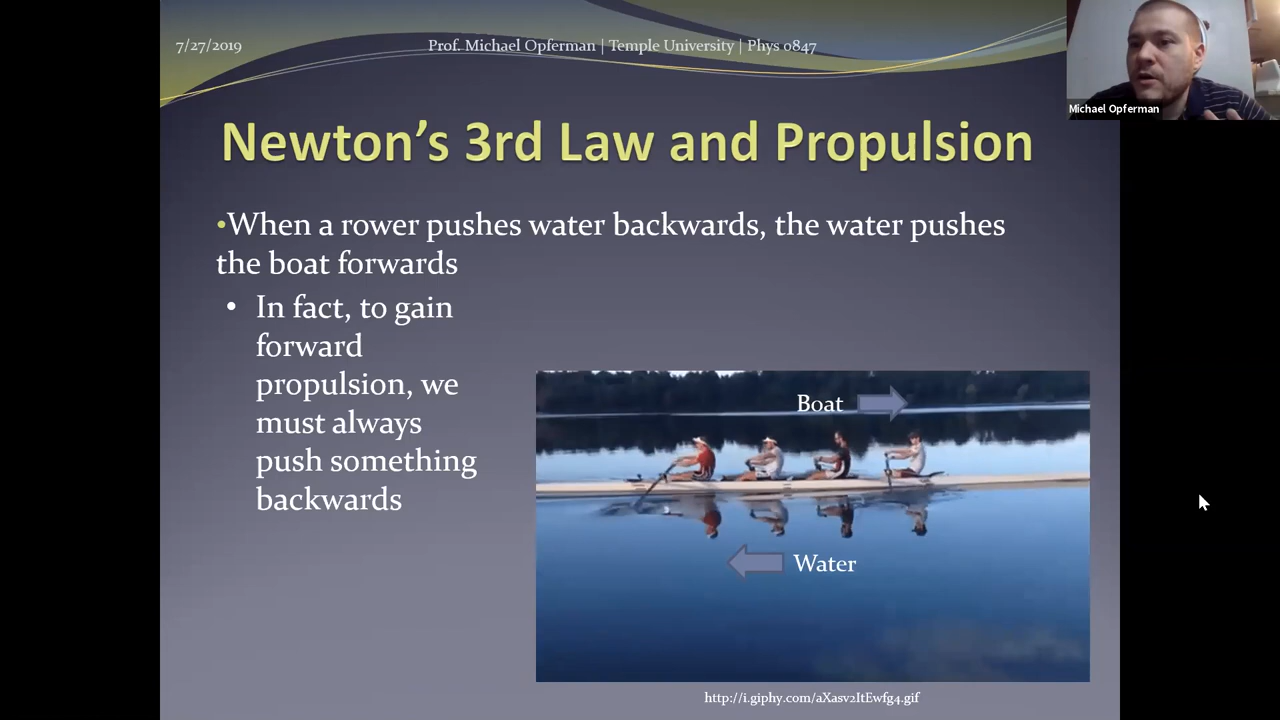 7/27/2019
Prof. Michael Opferman | Temple University | Phys 0847
Michael Opferman
Newton's 3rd Law and Propulsion
•When a rower pushes water backwards, the water pushes
the boat forwards
• In fact, to gain
forward
propulsion, we
must always
push something
backwards
Boat
Water
http://i.giphy.com/aXasv2ItEwfg4.gif